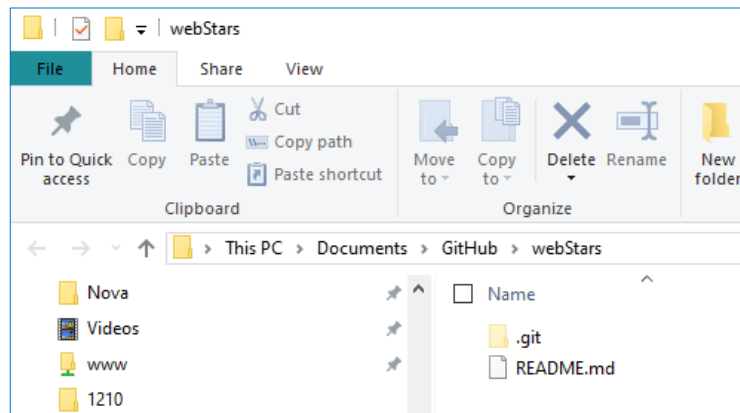 webStars
File Home Share View
Pin to Quick access
Copy
Paste
Cut
Copy path
Paste shortcut
Move to
Copy to
Delete
Rename
New folder
Clipboard
Organize
This PC > Documents > GitHub > webStars
Nova
Videos
www
1210
Name
.git
README.md